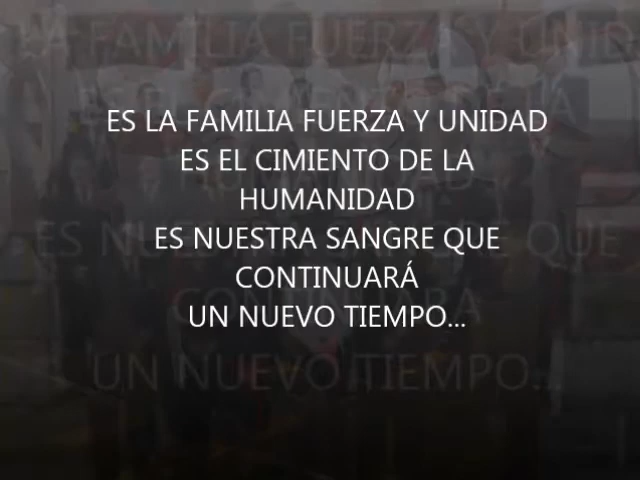 ES LA FAMILIA FUERZA Y UNIDAD
ES EL CIMIENTO DE LA
HUMANIDAD
ES NUESTRA SANGRE QUE
CONTINUARÁ
UN NUEVO TIEMPO...